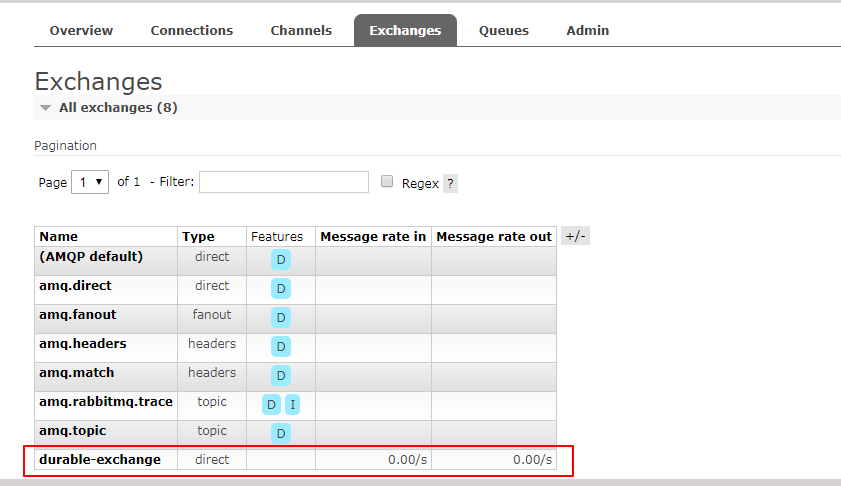 Overview Connections Channels Exchanges Queues Admin
Exchanges
All exchanges (8)
Pagination
Page 1 of 1 - Filter: Regex ?
Name Type Features Message rate in Message rate out +/-
(AMQP default) direct D
amq.direct direct D
amq.fanout fanout D
amq.headers headers D
amq.match headers D
amq.rabbitmq.trace topic D I
amq.topic topic D
durable-exchange direct 0.00/s 0.00/s